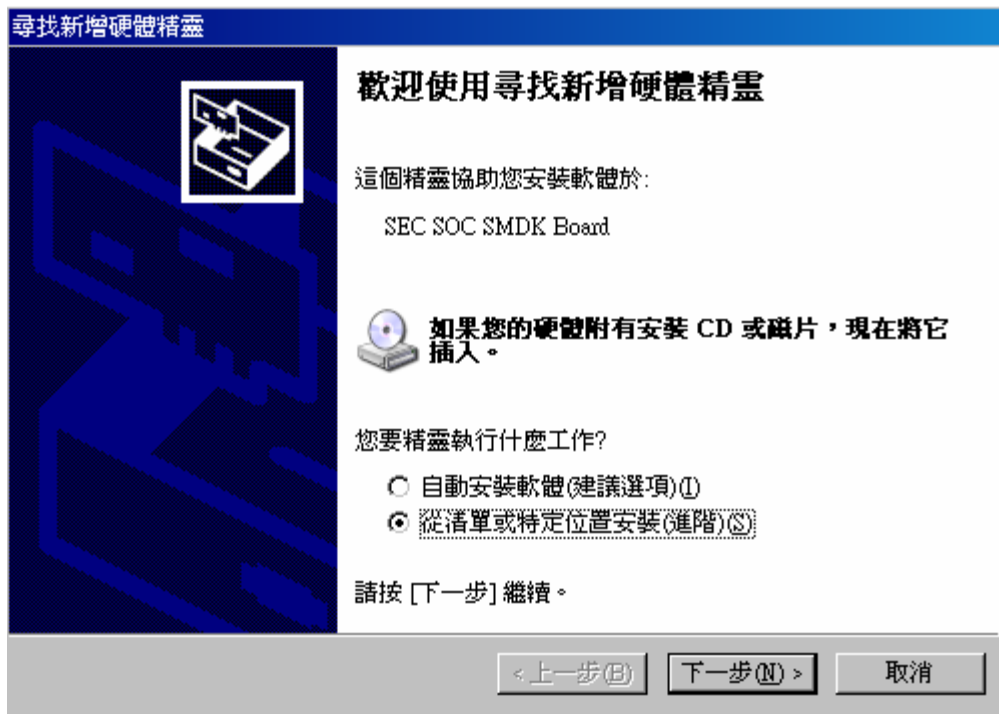 尋找新增硬體精靈
歡迎使用尋找新增硬體精靈
這個精靈協助您安裝軟體於:
SEC SOC SMDK Board
如果您的硬體附有安裝 CD 或磁片，現在將它
插入。
您要精靈執行什麼工作?
自動安裝軟體(建議選項)(I)
從清單或特定位置安裝(進階)(S)
請按 [下一步] 繼續。
< 上一步(B)
下一步(N) >
取消